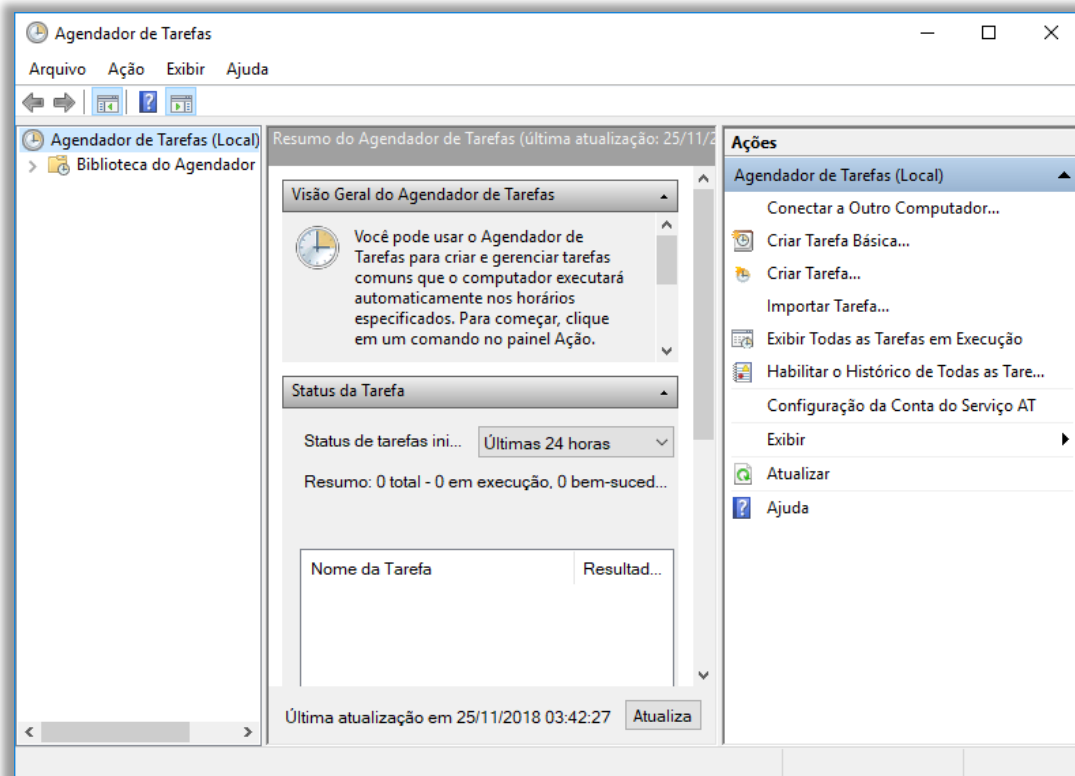 Agendador de Tarefas
Arquivo Ação Exibir Ajuda
Agendador de Tarefas (Local)
Biblioteca do Agendador
Resumo do Agendador de Tarefas (última atualização: 25/11/2
Visão Geral do Agendador de Tarefas
Você pode usar o Agendador de
Tarefas para criar e gerenciar tarefas
comuns que o computador executará
automaticamente nos horários
especificados. Para começar, clique
em um comando no painel Ação.
Status da Tarefa
Status de tarefas ini... Últimas 24 horas
Resumo: 0 total - 0 em execução, 0 bem-suced...
Nome da Tarefa Resultad...
Última atualização em 25/11/2018 03:42:27 Atualiza
Ações
Agendador de Tarefas (Local)
Conectar a Outro Computador...
Criar Tarefa Básica...
Criar Tarefa...
Importar Tarefa...
Exibir Todas as Tarefas em Execução
Habilitar o Histórico de Todas as Tare...
Configuração da Conta do Serviço AT
Exibir
Atualizar
Ajuda